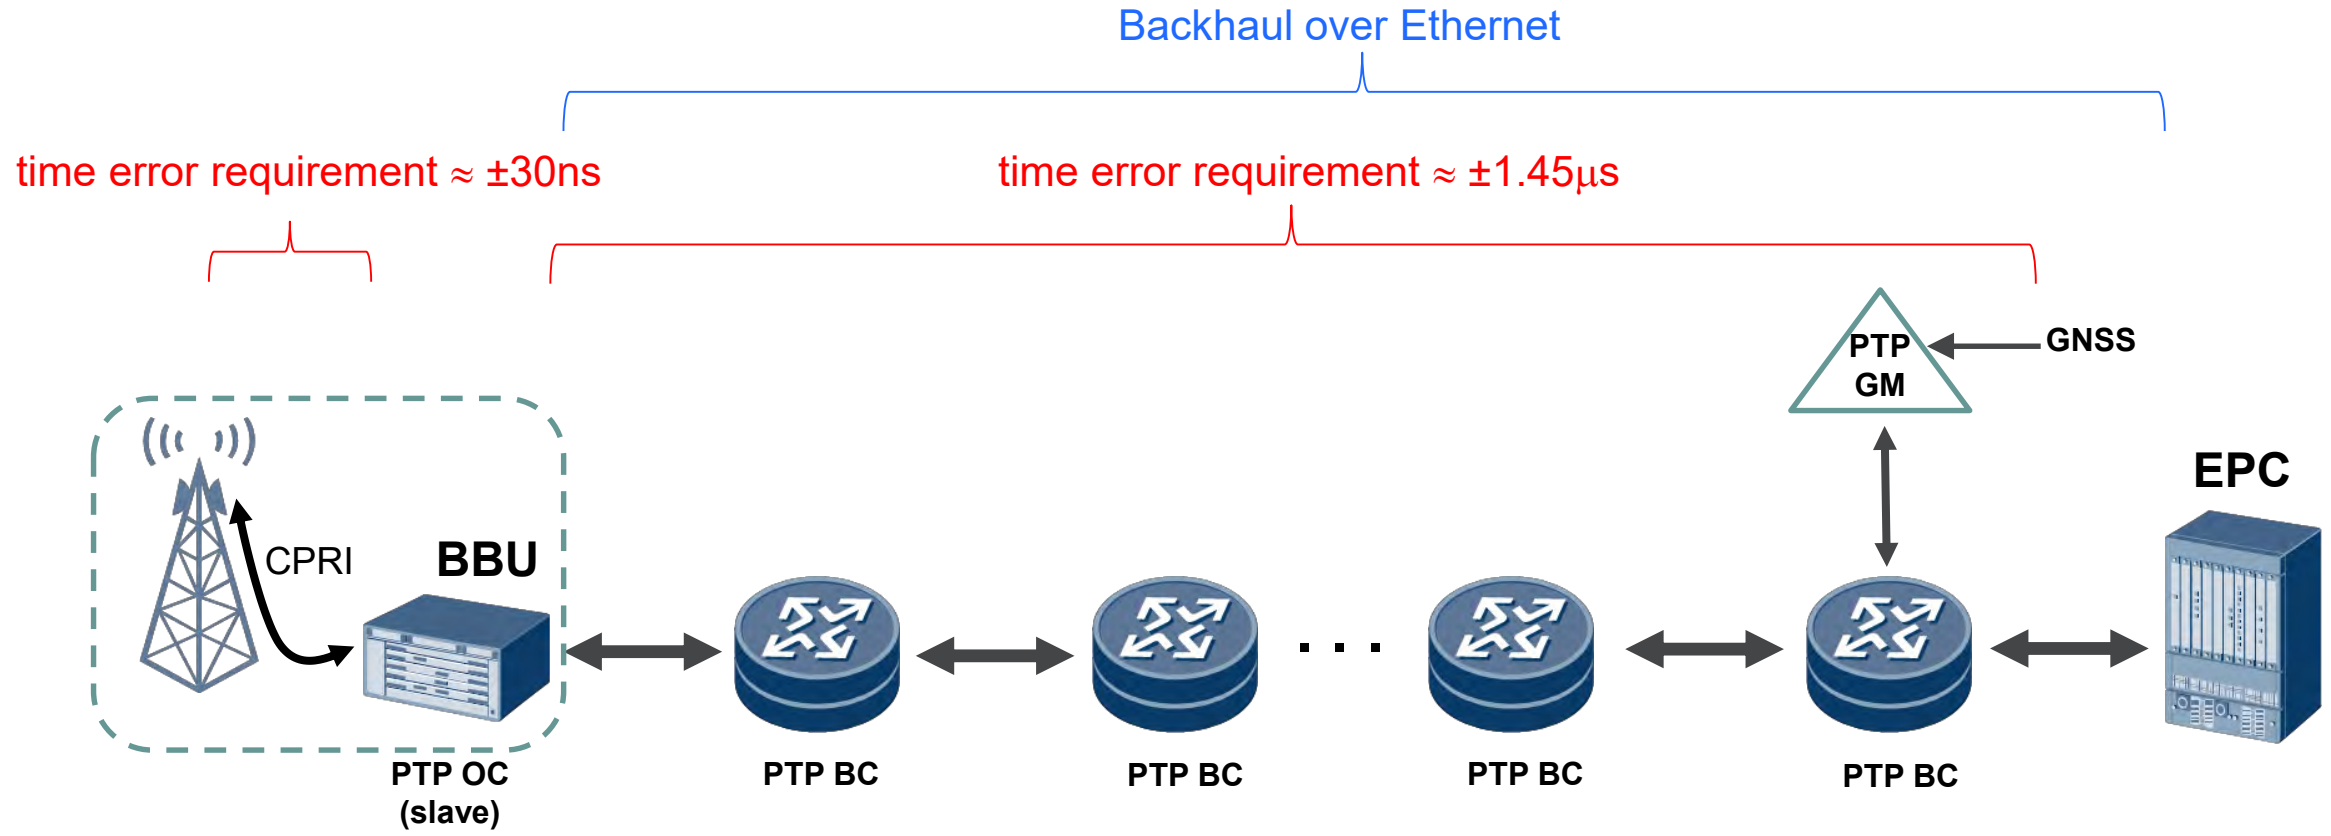 Backhaul over Ethernet
time error requirement ≈ ±30ns
time error requirement ≈ ±1.45μs
PTP
GM
GNSS
EPC
CPRI
BBU
. . .
PTP OC
(slave)
PTP BC
PTP BC
PTP BC
PTP BC